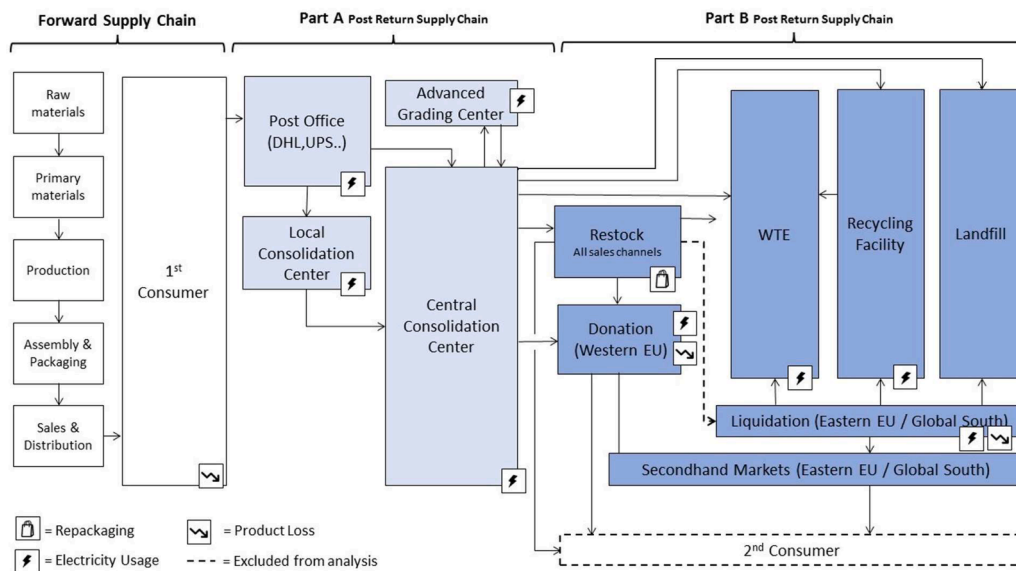 Forward Supply Chain
Part A Post Return Supply Chain
Part B Post Return Supply Chain
Raw
materials
Primary
materials
Production
Assembly &
Packaging
Sales &
Distribution
1st
Consumer
Post Office
(DHL,UPS..)
Local
Consolidation
Center
Advanced
Grading Center
Central
Consolidation
Center
Restock
All sales channels
Donation
(Western EU)
WTE
Recycling
Facility
Landfill
Liquidation (Eastern EU / Global South)
Secondhand Markets (Eastern EU / Global South)
2nd Consumer
= Repackaging
= Product Loss
= Electricity Usage
= Excluded from analysis